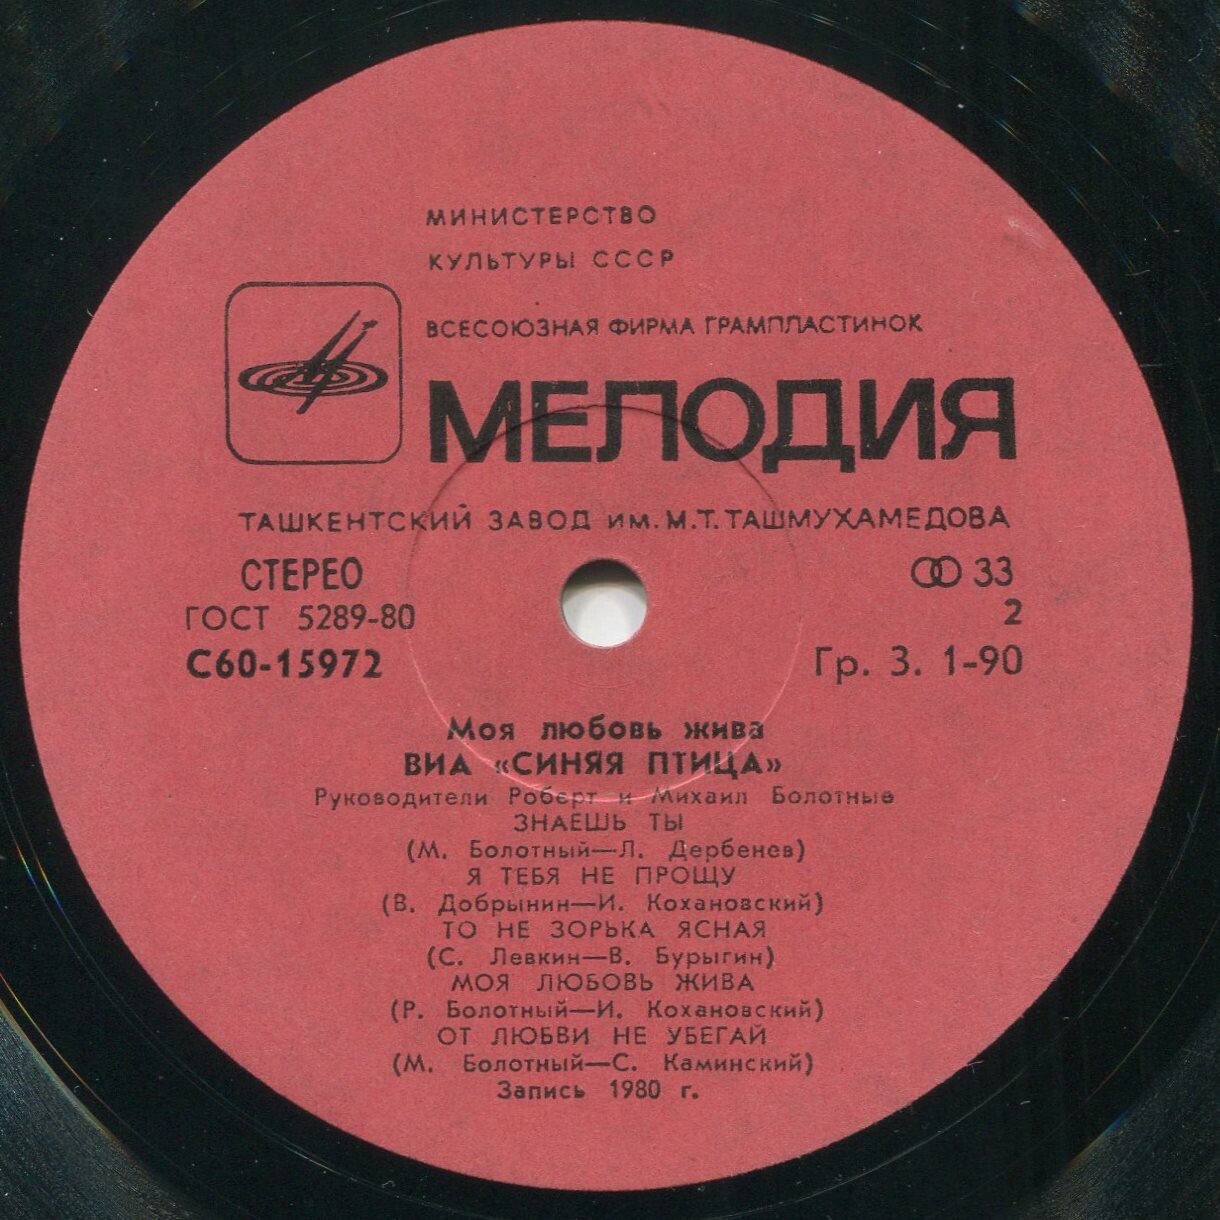 МИНИСТЕРСТВО
КУЛЬТУРЫ СССР
ВСЕСОЮЗНАЯ ФИРМА ГРАМПЛАСТИНОК
МЕЛОДИЯ
ТАШКЕНТСКИЙ ЗАВОД им. М.Т. ТАШМУХАМЕДОВА
СТЕРЕО 33
ГОСТ 5289-80 2
С60-15972 Гр. 3. 1-90
Моя любовь жива
ВИА «СИНЯЯ ПТИЦА»
Руководители Роберт и Михаил Болотные
ЗНАЕШЬ ТЫ
(М. Болотный—Л. Дербенев)
Я ТЕБЯ НЕ ПРОЩУ
(В. Добрынин—И. Кохановский)
ТО НЕ ЗОРЬКА ЯСНАЯ
(С. Левкин—В. Бурыгин)
МОЯ ЛЮБОВЬ ЖИВА
(Р. Болотный—И. Кохановский)
ОТ ЛЮБВИ НЕ УБЕГАЙ
(М. Болотный—С. Каминский)
Запись 1980 г.